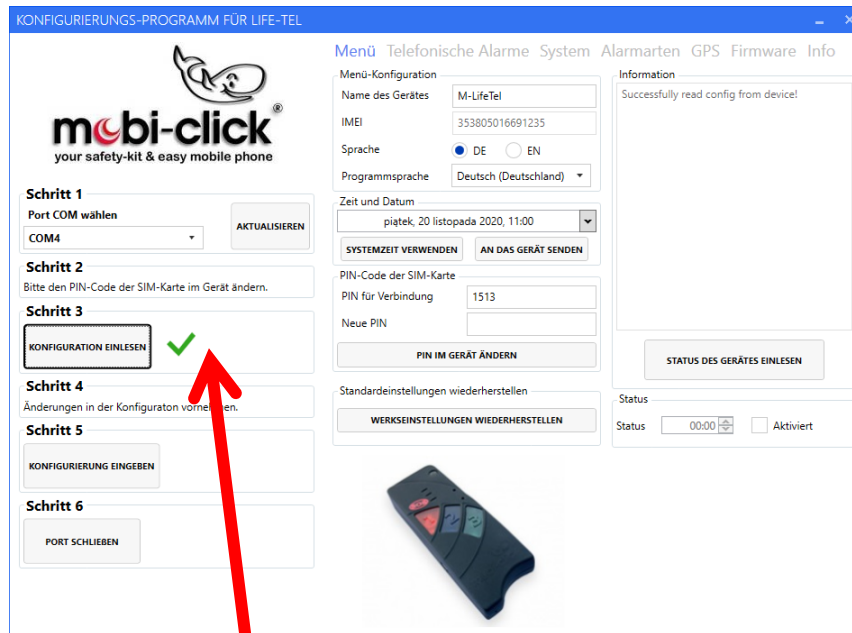 KONFIGURIERUNGS-PROGRAMM FÜR LIFE-TEL
mobi-click®
your safety-kit & easy mobile phone
Schritt 1
Port COM wählen
COM4
AKTUALISIEREN
Schritt 2
Bitte den PIN-Code der SIM-Karte im Gerät ändern.
Schritt 3
KONFIGURATION EINLESEN
Schritt 4
Änderungen in der Konfiguraton vornehmen.
Schritt 5
KONFIGURIERUNG EINGEBEN
Schritt 6
PORT SCHLIEßEN
Menü Telefonische Alarme System Alarmarten GPS Firmware Info
Menü-Konfiguration
Name des Gerätes M-LifeTel
IMEI 353805016691235
Sprache DE EN
Programmsprache Deutsch (Deutschland)
Zeit und Datum
piątek, 20 listopada 2020, 11:00
SYSTEMZEIT VERWENDEN AN DAS GERÄT SENDEN
PIN-Code der SIM-Karte
PIN für Verbindung 1513
Neue PIN
PIN IM GERÄT ÄNDERN
Standardeinstellungen wiederherstellen
WERKSEINSTELLUNGEN WIEDERHERSTELLEN
Information
Successfully read config from device!
STATUS DES GERÄTES EINLESEN
Status
Status 00:00 Aktiviert